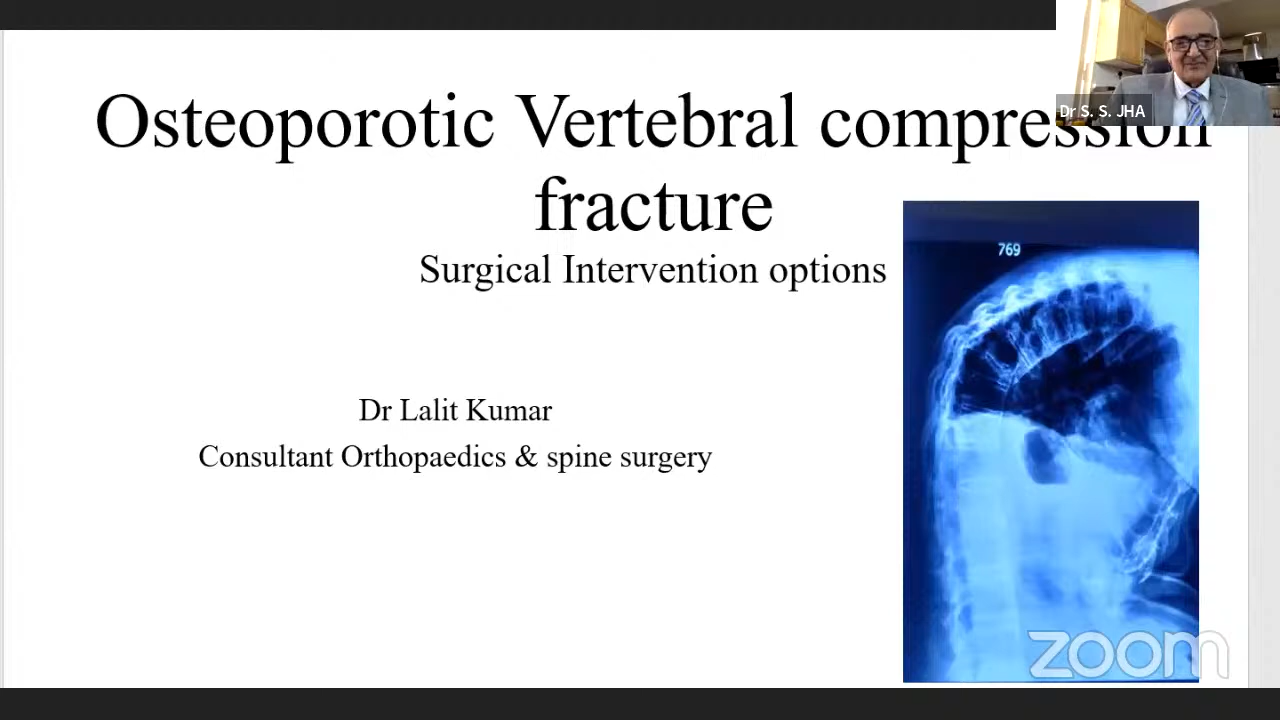 Dr S. S. JHA
Osteoporotic Vertebral compression
fracture
Surgical Intervention options
769
Dr Lalit Kumar
Consultant Orthopaedics & spine surgery
zoom